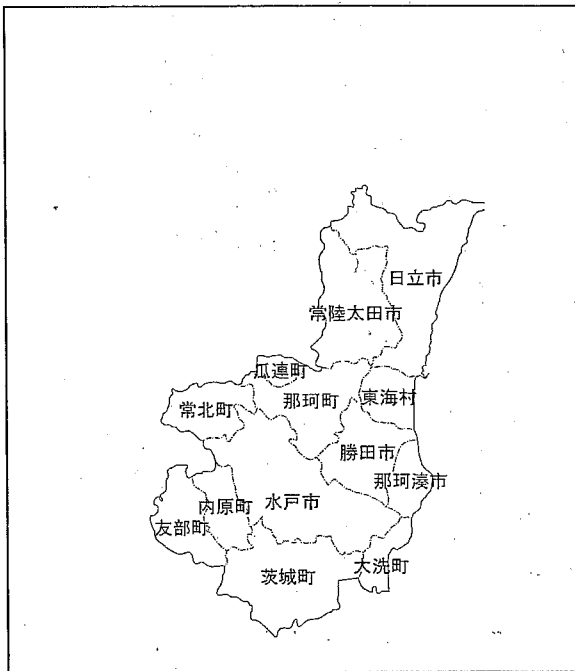 日立市
常陸太田市
瓜連町
那珂町
東海村
常北町
勝田市
那珂湊市
内原町
水戸市
友部町
大洗町
茨城町